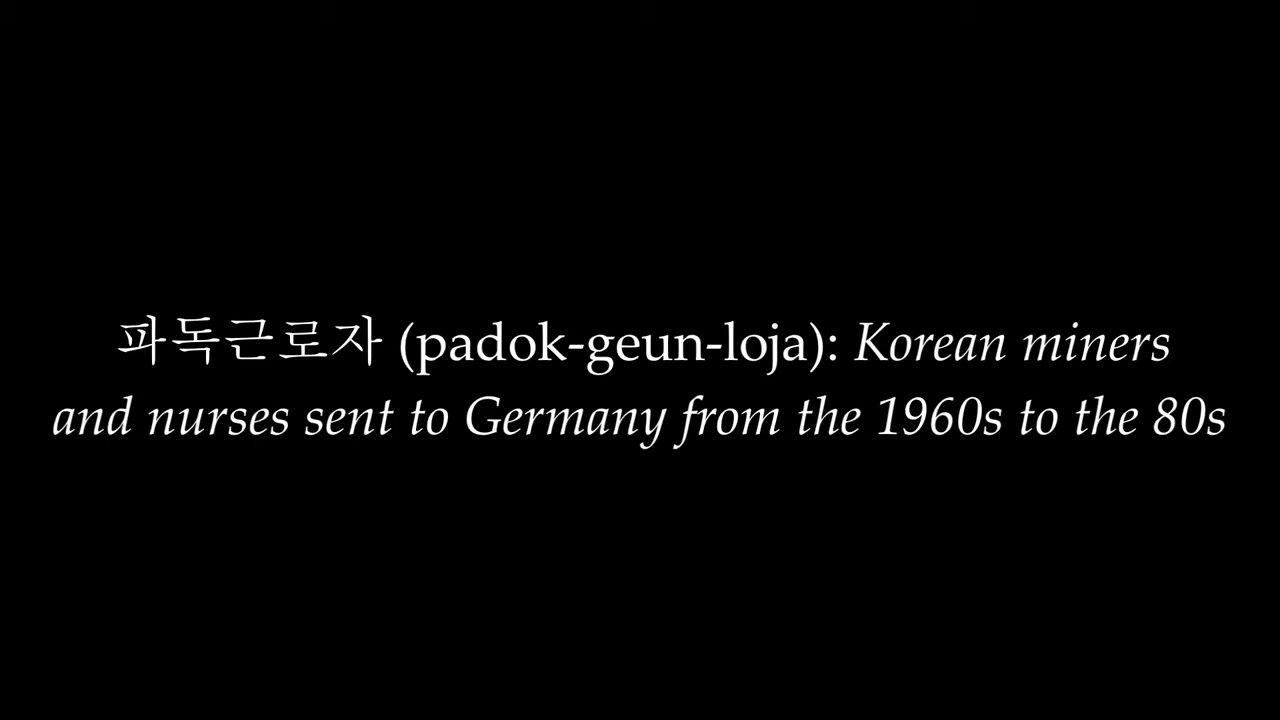 파독근로자 (padok-geun-loja): Korean miners
and nurses sent to Germany from the 1960s to the 80s